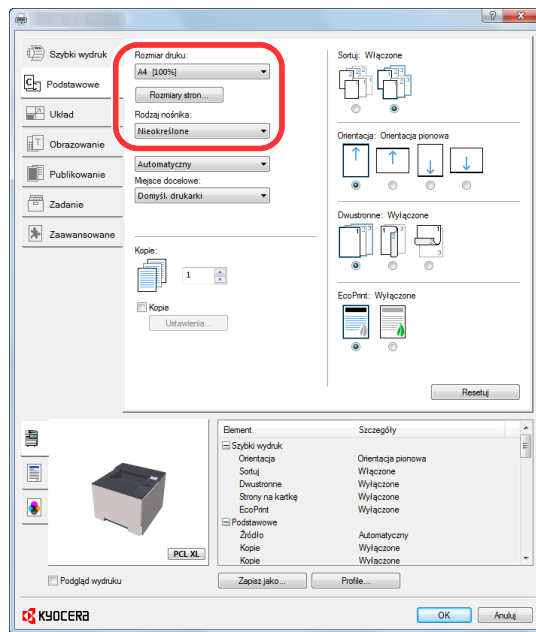 Szybki wydruk
Podstawowe
Układ
Obrazowanie
Publikowanie
Zadanie
Zaawansowane
Rozmiar druku:
A4 [100%]
Rozmiary stron...
Rodzaj nośnika:
Nieokreślone
Automatyczny
Miejsce docelowe:
Domyśl. drukarki
Kopie:
1
Kopie
Ustawienia...
Sortuj: Włączone
Orientacja: Orientacja pionowa
Dwustronne: Wyłączone
EcoPrint: Wyłączone
Resetuj
PCL XL
Podgląd wydruku
Element Szczegóły
Szybki wydruk
Orientacja Orientacja pionowa
Sortuj Włączone
Dwustronne Wyłączone
Strony na kartkę Wyłączone
EcoPrint Wyłączone
Podstawowe
Źródło Automatyczny
Kopie Wyłączone
Kopie Wyłączone
Zapisz jako... Profile...
KYOCERA
OK Anuluj